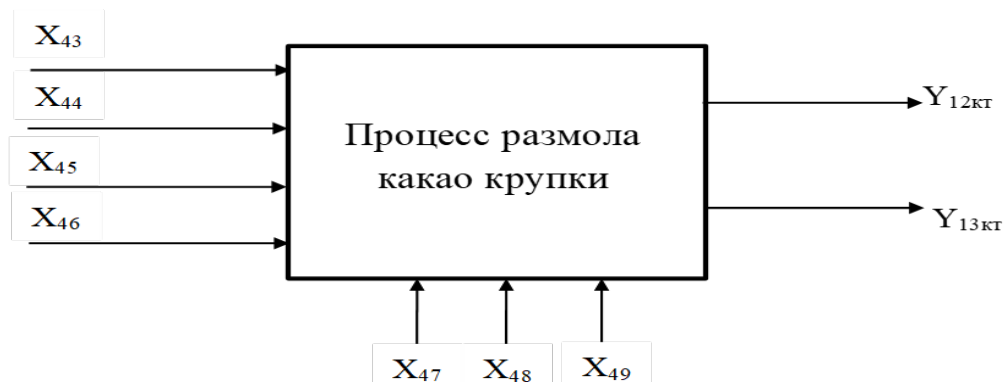 X43
X44
X45
X46
Процесс размола
какао крупки
Y12кт
Y13кт
X47
X48
X49